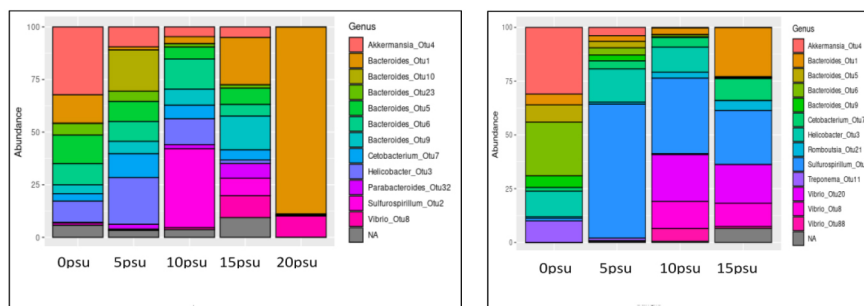 Abundance
100
75
50
25
0
0psu 5psu 10psu 15psu 20psu
Genus
Akkermansia_Otu4
Bacteroides_Otu1
Bacteroides_Otu10
Bacteroides_Otu23
Bacteroides_Otu5
Bacteroides_Otu6
Bacteroides_Otu9
Cetobacterium_Otu7
Helicobacter_Otu3
Parabacteroides_Otu32
Sulfurospirillum_Otu2
Vibrio_Otu8
NA
Abundance
100
75
50
25
0
0psu 5psu 10psu 15psu
Genus
Akkermansia_Otu4
Bacteroides_Otu1
Bacteroides_Otu5
Bacteroides_Otu6
Bacteroides_Otu9
Cetobacterium_Otu7
Helicobacter_Otu3
Romboutsia_Otu21
Sulfurospirillum_Otu
Treponema_Otu11
Vibrio_Otu20
Vibrio_Otu8
Vibrio_Otu88
NA